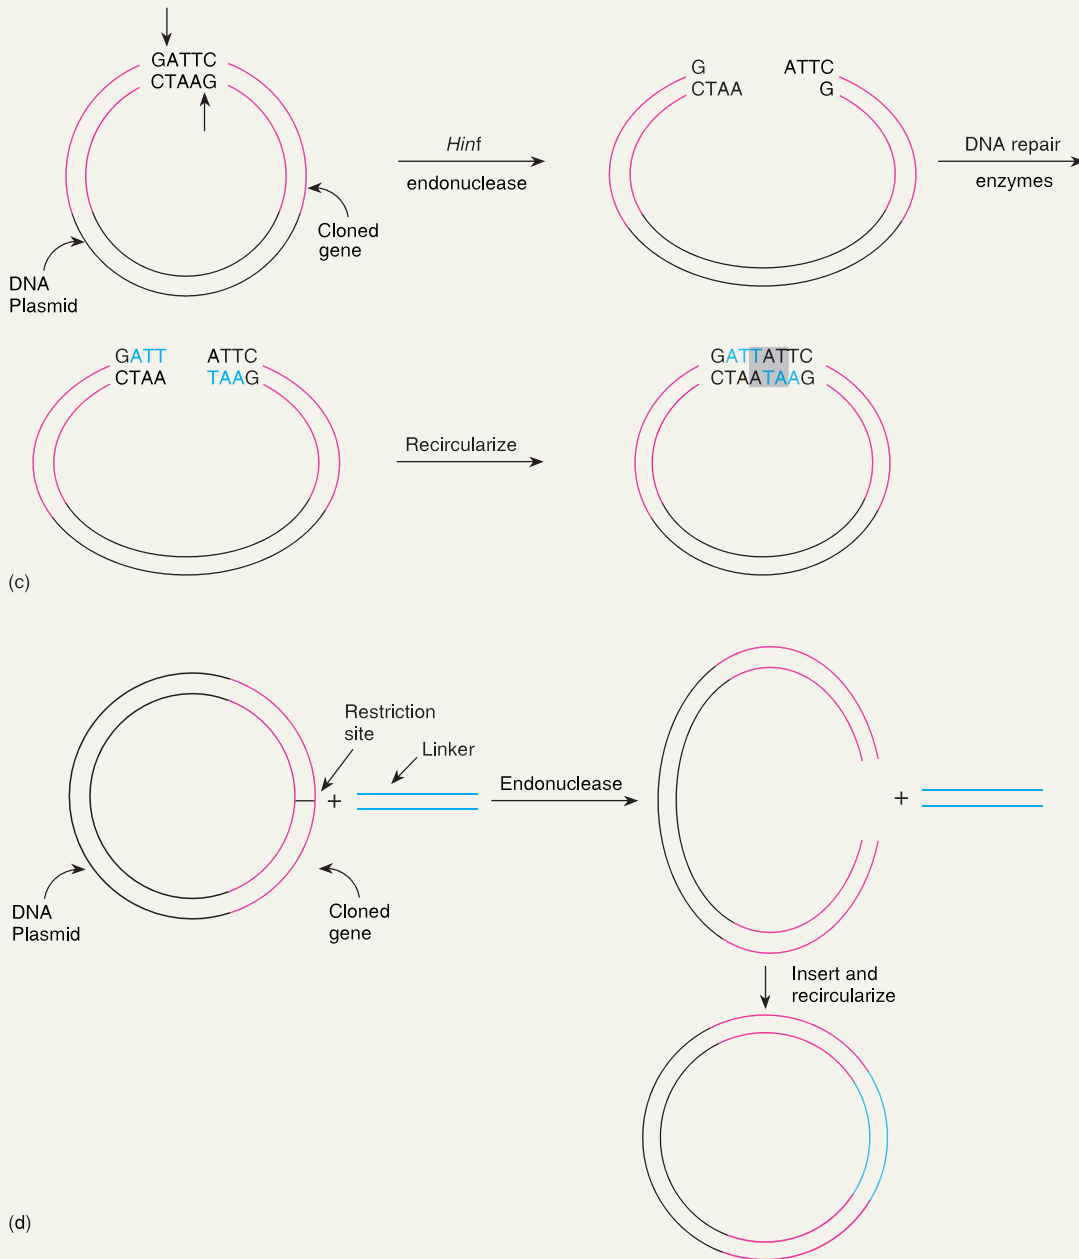 GATTC
CTAAG
Hinf
endonuclease
Cloned
gene
DNA
Plasmid
G
CTAA
ATTC
G
DNA repair
enzymes
GATT
CTAA
ATTC
TAAG
Recircularize
GATTATTC
CTAATAAG
(c)
Restriction
site
Linker
+
Endonuclease
+
DNA
Plasmid
Cloned
gene
Insert and
recircularize
(d)